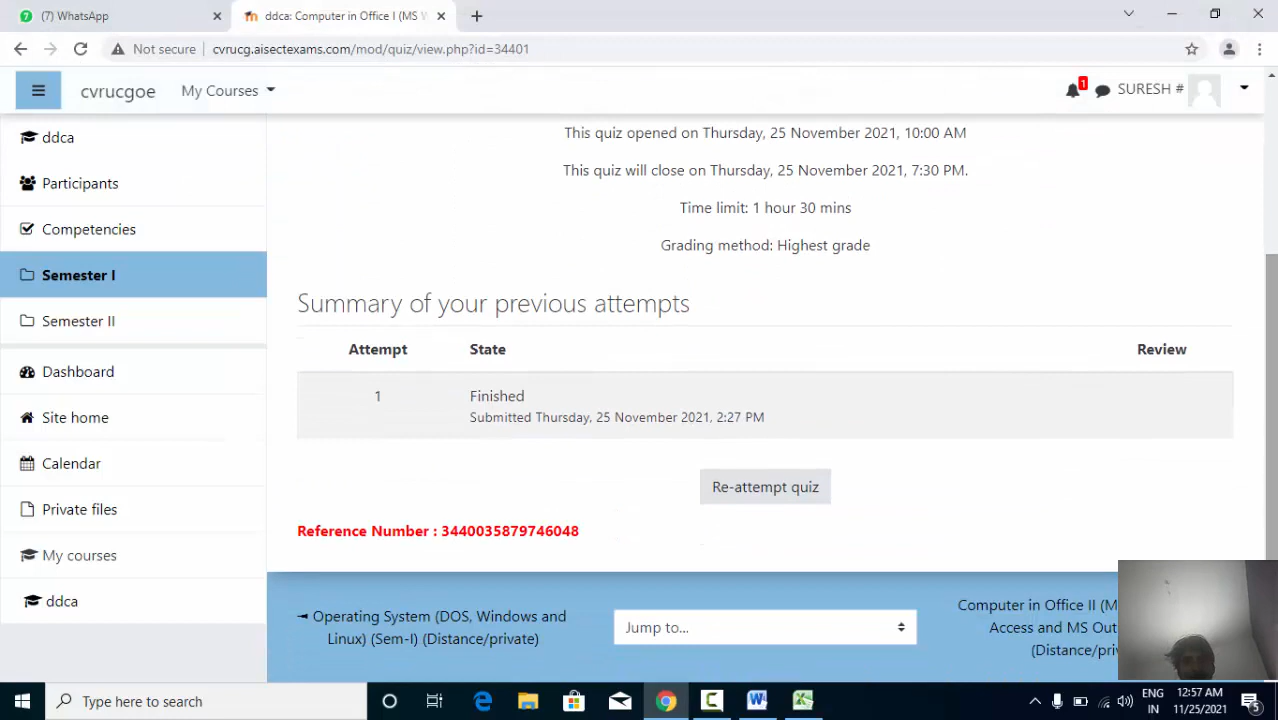 (7) WhatsApp
ddca: Computer in Office I (MS W
Not secure cvrucg.aisectexams.com/mod/quiz/view.php?id=34401
cvrucgoe My Courses
1 SURESH #
ddca
Participants
Competencies
Semester I
Semester II
Dashboard
Site home
Calendar
Private files
My courses
ddca
This quiz opened on Thursday, 25 November 2021, 10:00 AM
This quiz will close on Thursday, 25 November 2021, 7:30 PM.
Time limit: 1 hour 30 mins
Grading method: Highest grade
Summary of your previous attempts
Attempt State Review
1 Finished
Submitted Thursday, 25 November 2021, 2:27 PM
Re-attempt quiz
Reference Number : 3440035879746048
◄ Operating System (DOS, Windows and
Linux) (Sem-I) (Distance/private)
Jump to...
Computer in Office II (M
Access and MS Out
(Distance/priv
Type here to search
ENG
IN
12:57 AM
11/25/2021
5